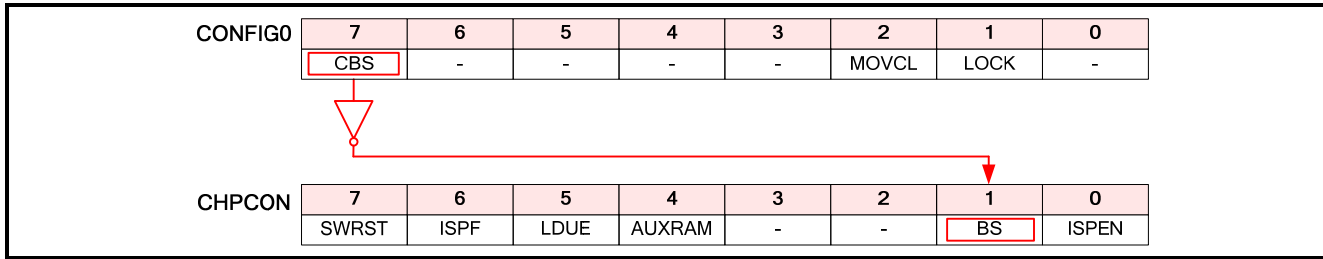 CONFIG0 7 6 5 4 3 2 1 0
CBS - - - - MOVCL LOCK -
CHPCON 7 6 5 4 3 2 1 0
SWRST ISPF LDUE AUXRAM - - BS ISPEN